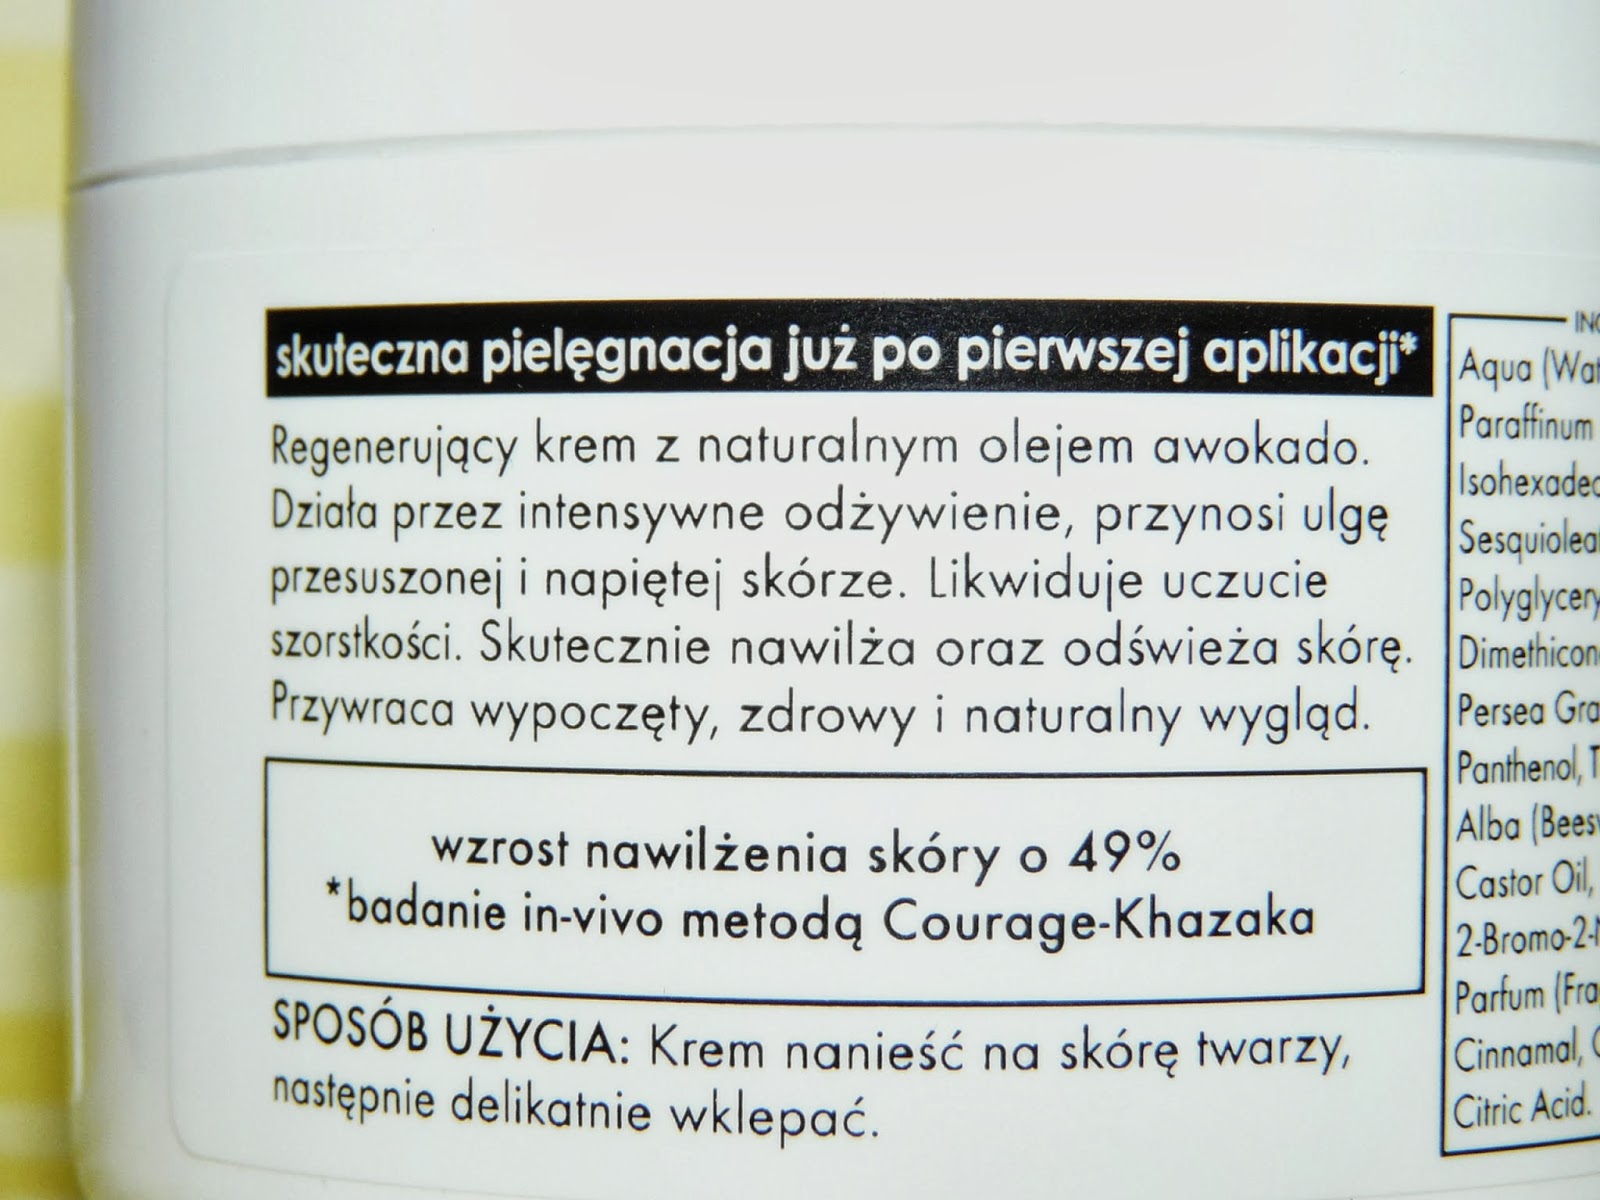 skuteczna pielęgnacja już po pierwszej aplikacji*
Regenerujący krem z naturalnym olejem awokado.
Działa przez intensywne odżywienie, przynosi ulgę
przesuszonej i napiętej skórze. Likwiduje uczucie
szorstkości. Skutecznie nawilża oraz odświeża skórę.
Przywraca wypoczęty, zdrowy i naturalny wygląd.
wzrost nawilżenia skóry o 49%
*badanie in-vivo metodą Courage-Khazaka
SPOSÓB UŻYCIA: Krem nanieść na skórę twarzy,
następnie delikatnie wklepać.
Aqua
Paraffinum
Panthenol,
Alba
Castor Oil,
Parfum
Cinnamal,
Citric Acid.